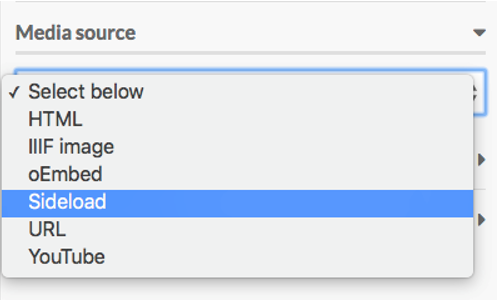 Media source
✓ Select below
HTML
IIIF image
oEmbed
Sideload
URL
YouTube